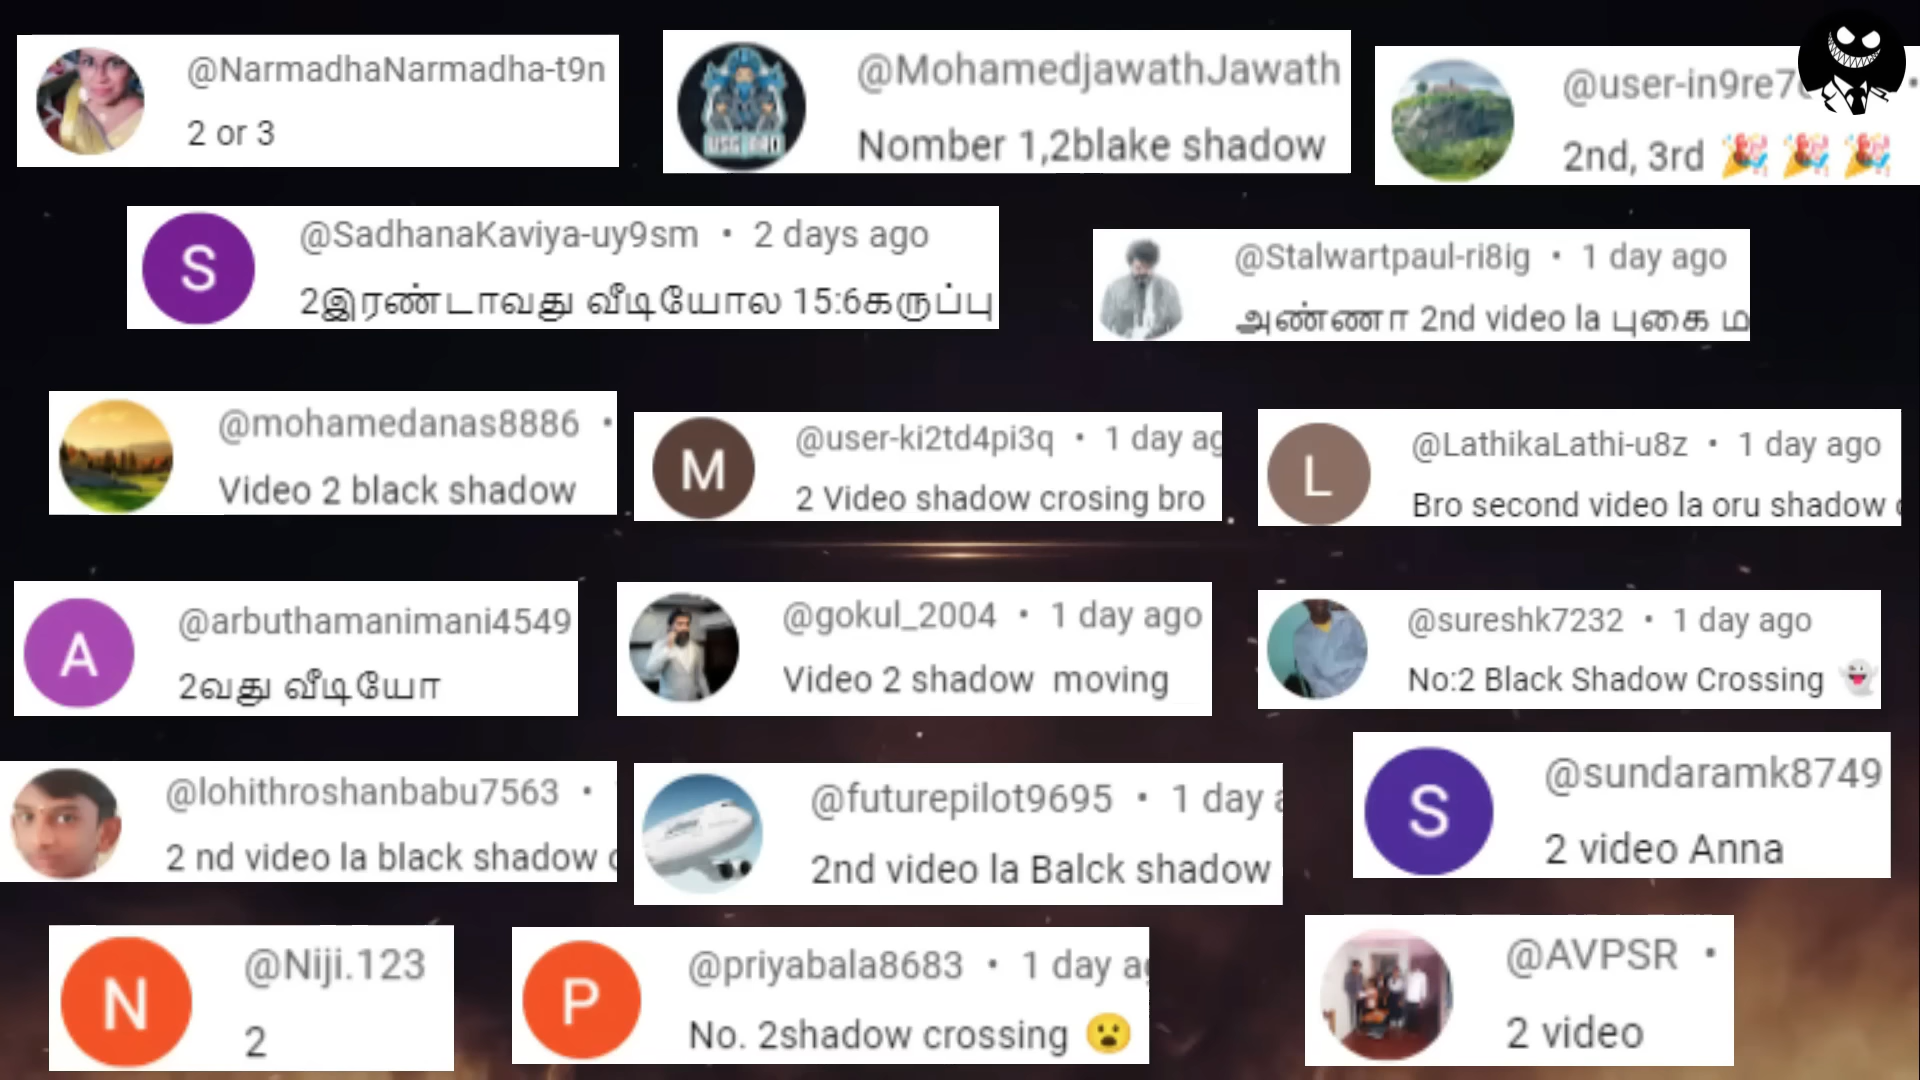 @NarmadhaNarmadha-t9n
2 or 3
@MohamedjawathJawath
Nomber 1,2blake shadow
@user-in9re7
2nd, 3rd 🎉 🎉 🎉
@SadhanaKaviya-uy9sm • 2 days ago
2இரண்டாவது வீடியோல 15:6கருப்பு
@Stalwartpaul-ri8ig • 1 day ago
அண்ணா 2nd video la புகை ம
@mohamedanas8886 •
Video 2 black shadow
@user-ki2td4pi3q • 1 day ag
2 Video shadow crosing bro
@LathikaLathi-u8z • 1 day ago
Bro second video la oru shadow
@arbuthamanimani4549
2வது வீடியோ
@gokul_2004 • 1 day ago
Video 2 shadow moving
@sureshk7232 • 1 day ago
No:2 Black Shadow Crossing 👻
@lohithroshanbabu7563 •
2 nd video la black shadow
@futurepilot9695 • 1 day a
2nd video la Balck shadow
@sundaramk8749
2 video Anna
@Niji.123
2
@priyabala8683 • 1 day ag
No. 2shadow crossing 😮
@AVPSR •
2 video
USG